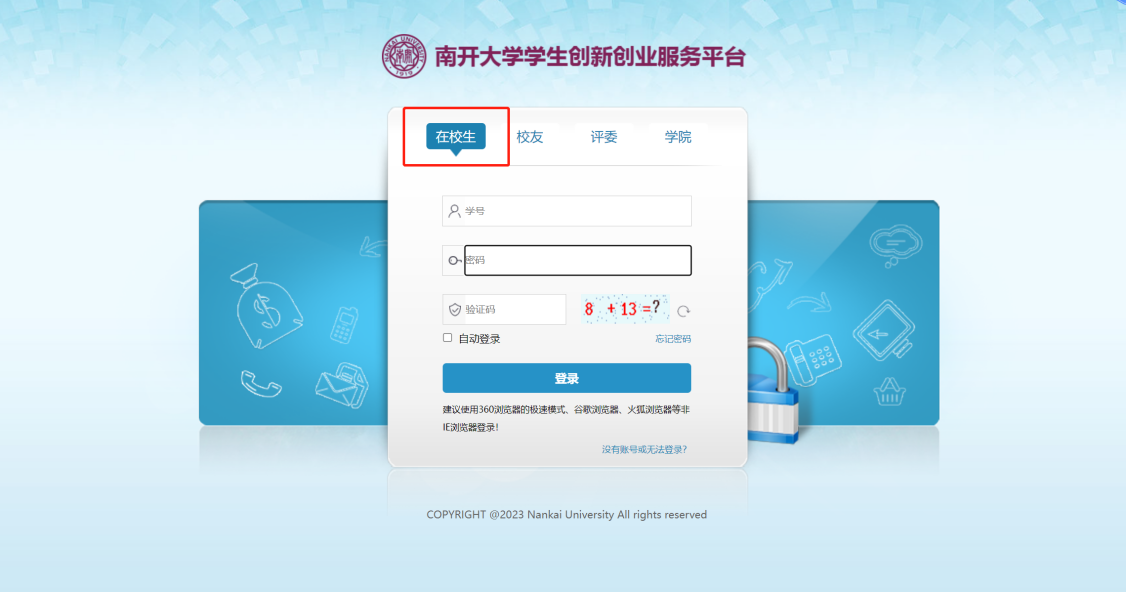 南开大学学生创新创业服务平台
在校生 校友 评委 学院
学号
密码
验证码 8 + 13 = ?
自动登录 忘记密码
登录
建议使用360浏览器的极速模式、谷歌浏览器、火狐浏览器等非
IE浏览器登录!
没有账号或无法登录?
COPYRIGHT @2023 Nankai University All rights reserved